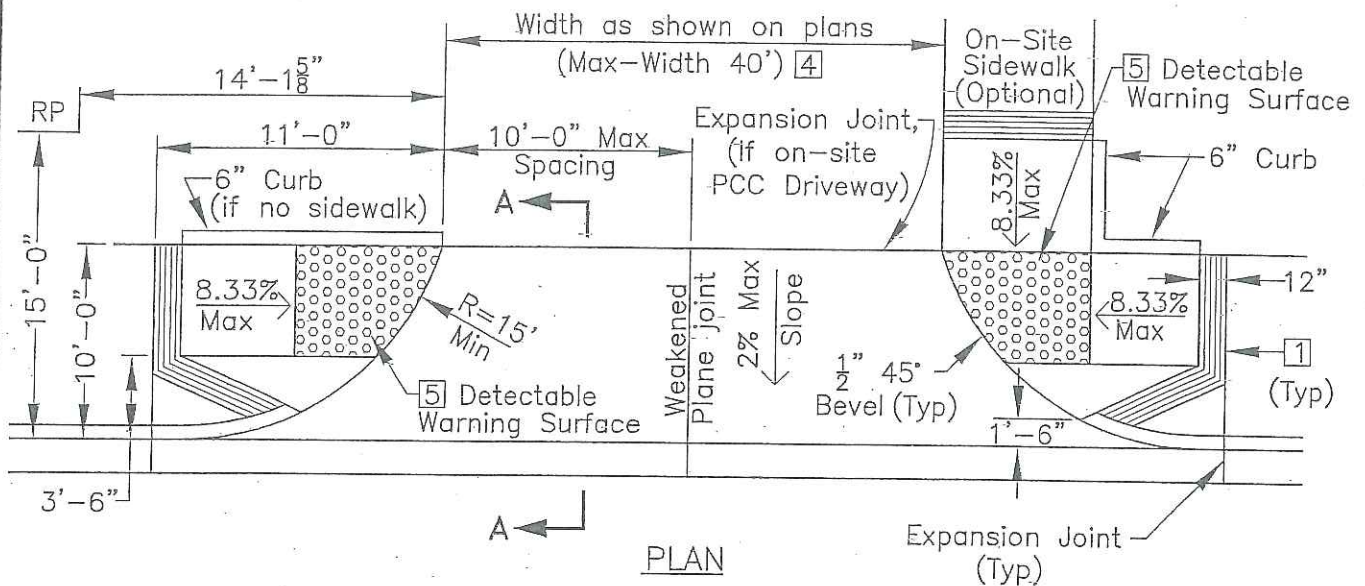 Width as shown on plans
(Max-Width 40') 4
On-Site
Sidewalk
(Optional)
5 Detectable
Warning Surface
14'-1 5/8"
RP
11'-0"
10'-0" Max
Spacing
Expansion Joint,
(If on-site
PCC Driveway)
6" Curb
6" Curb
(if no sidewalk)
A
8.33%
Max
15'-0"
10'-0"
8.33%
Max
R=15'
Min
Weakened
Plane joint
2% Max
Slope
8.33%
Max
12"
1
(Typ)
1/2" 45°
Bevel (Typ)
5 Detectable
Warning Surface
1'-6"
3'-6"
A
PLAN
Expansion Joint
(Typ)